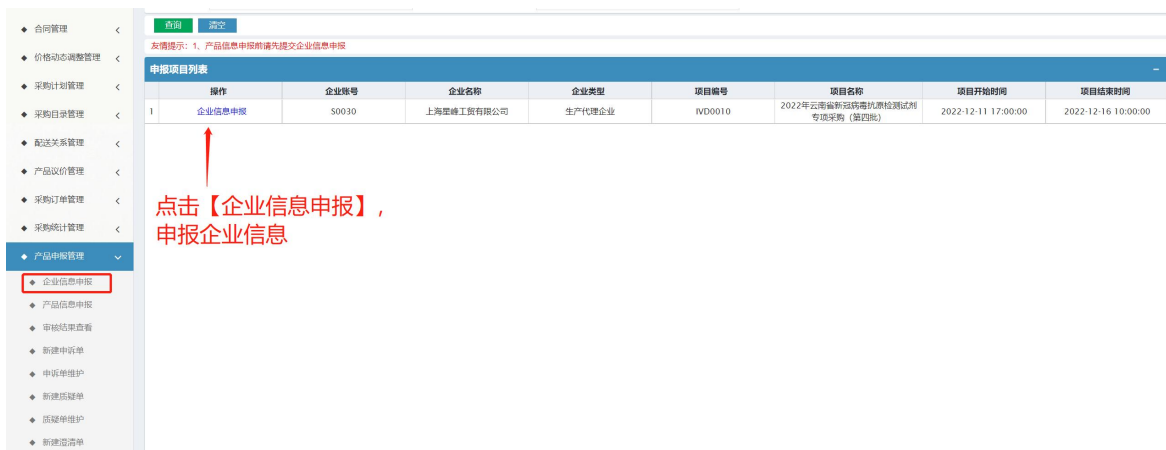 合同管理
价格动态调整管理
采购计划管理
采购目录管理
配送关系管理
产品议价管理
采购订单管理
采购统计管理
产品申报管理
企业信息申报
产品信息申报
审核结果查看
新建申诉单
申诉单维护
新建质疑单
质疑单维护
新建澄清单
查询 清空
友情提示：1、产品信息申报前请先提交企业信息申报
申报项目列表
操作 企业账号 企业名称 企业类型 项目编号 项目名称 项目开始时间 项目结束时间
1 企业信息申报 S0030 上海星峰工贸有限公司 生产代理企业 IVD0010 2022年云南省新冠病毒抗原检测试剂 2022-12-11 17:00:00 2022-12-16 10:00:00
专项采购（第四批）
点击【企业信息申报】,
申报企业信息